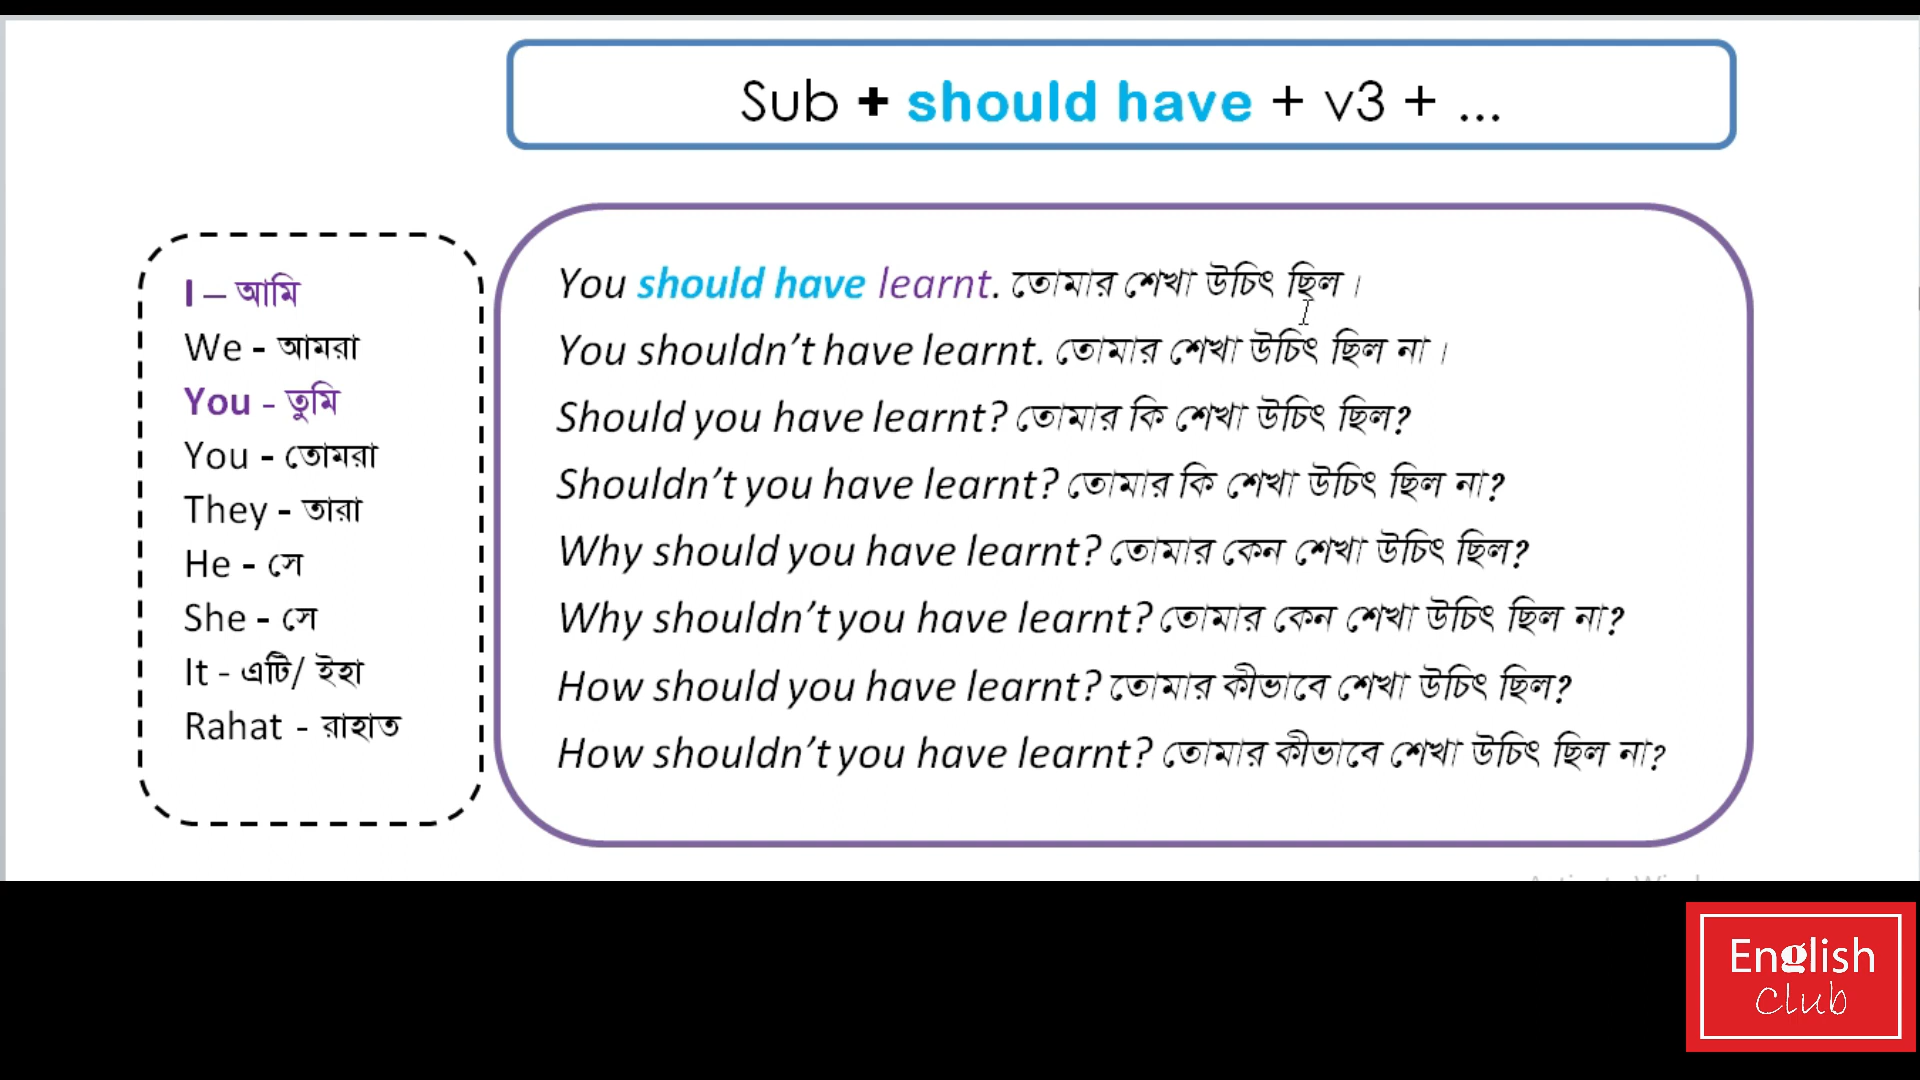 Sub + should have + v3 + ...
I – আমি
We - আমরা
You - তুমি
You - তোমরা
They - তারা
He - সে
She - সে
It - এটি/ ইহা
Rahat - রাহাত
You should have learnt. তোমার শেখা উচিৎ ছিল।
You shouldn’t have learnt. তোমার শেখা উচিৎ ছিল না।
Should you have learnt? তোমার কি শেখা উচিৎ ছিল?
Shouldn’t you have learnt? তোমার কি শেখা উচিৎ ছিল না?
Why should you have learnt? তোমার কেন শেখা উচিৎ ছিল?
Why shouldn’t you have learnt? তোমার কেন শেখা উচিৎ ছিল না?
How should you have learnt? তোমার কীভাবে শেখা উচিৎ ছিল?
How shouldn’t you have learnt? তোমার কীভাবে শেখা উচিৎ ছিল না?
English
Club